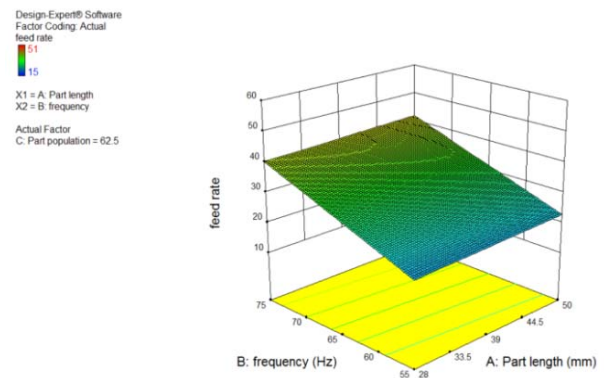 Design-Expert® Software
Factor Coding: Actual
feed rate
51
15
X1 = A: Part length
X2 = B: frequency
Actual Factor
C: Part population = 62.5
60
50
40
30
20
10
feed rate
75
70
65
60
55
28
33.5
39
44.5
50
B: frequency (Hz)
A: Part length (mm)